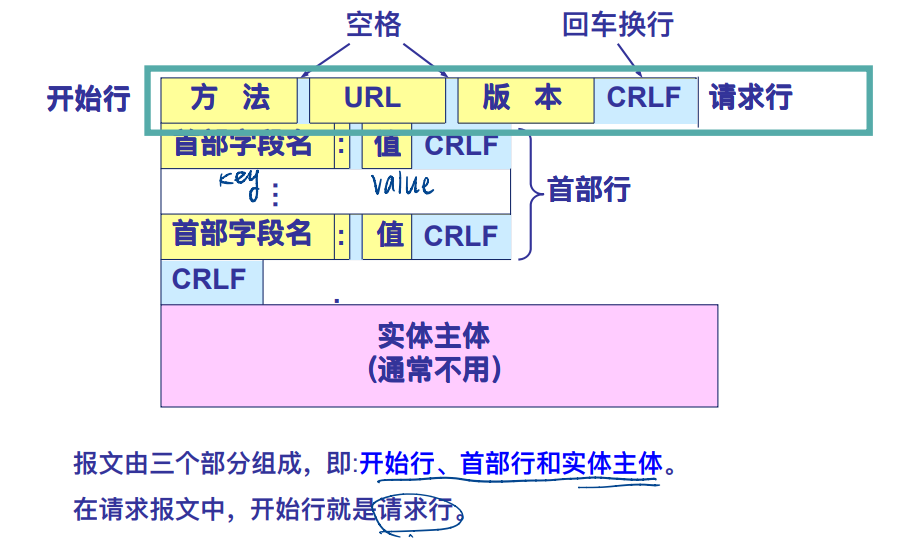 空格 回车换行
开始行 方 法 URL 版 本 CRLF 请求行
首部字段名 : 值 CRLF
key ⋮ value
首部行
首部字段名 : 值 CRLF
CRLF
实体主体
(通常不用)
报文由三个部分组成，即:开始行、首部行和实体主体。
在请求报文中，开始行就是请求行。